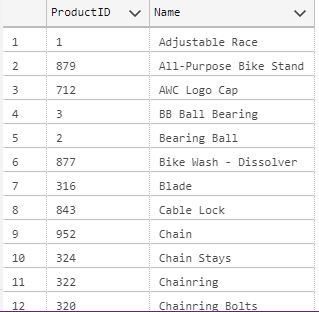 ProductID Name
1 1 Adjustable Race
2 879 All-Purpose Bike Stand
3 712 AWC Logo Cap
4 3 BB Ball Bearing
5 2 Bearing Ball
6 877 Bike Wash - Dissolver
7 316 Blade
8 843 Cable Lock
9 952 Chain
10 324 Chain Stays
11 322 Chainring
12 320 Chainring Bolts